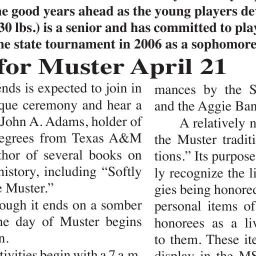 e good years ahead as the young players de
30 lbs.) is a senior and has committed to play
ne state tournament in 2006 as a sophomore
for Muster April 21
ends is expected to join in
que ceremony and hear a
John A. Adams, holder of
egrees from Texas A&M
thor of several books on
history, including “Softly
e Muster.”
ough it ends on a somber
he day of Muster begins
n.
tivities begin with a 7 a.m.
mances by the S
and the Aggie Ban
A relatively n
the Muster traditi
tions.” Its purpose
ly recognize the li
gies being honored
personal items of
honorees as a liv
to them. These ite
display in the MS